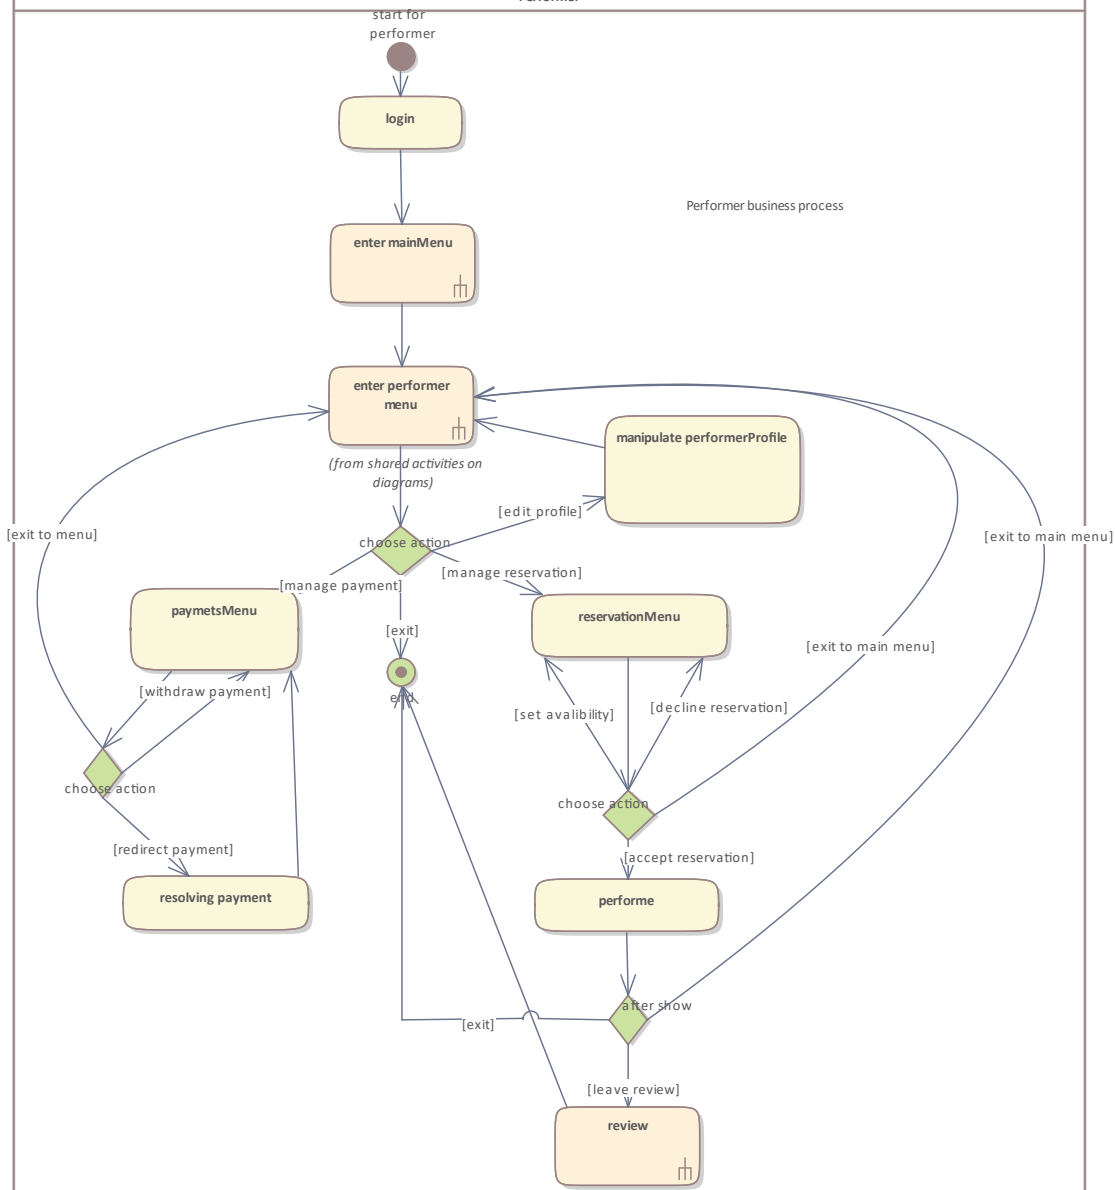 start for
performer
login
Performer business process
enter mainMenu
enter performer
menu
(from shared activities on
diagrams)
manipulate performerProfile
[edit profile]
[exit to menu]
[exit to main menu]
choose action
[manage reservation]
[manage payment]
paymetsMenu
reservationMenu
[exit]
[exit to main menu]
[withdraw payment]
end
[set avalibility]
[decline reservation]
choose action
choose action
[redirect payment]
[accept reservation]
resolving payment
performe
after show
[exit]
[leave review]
review